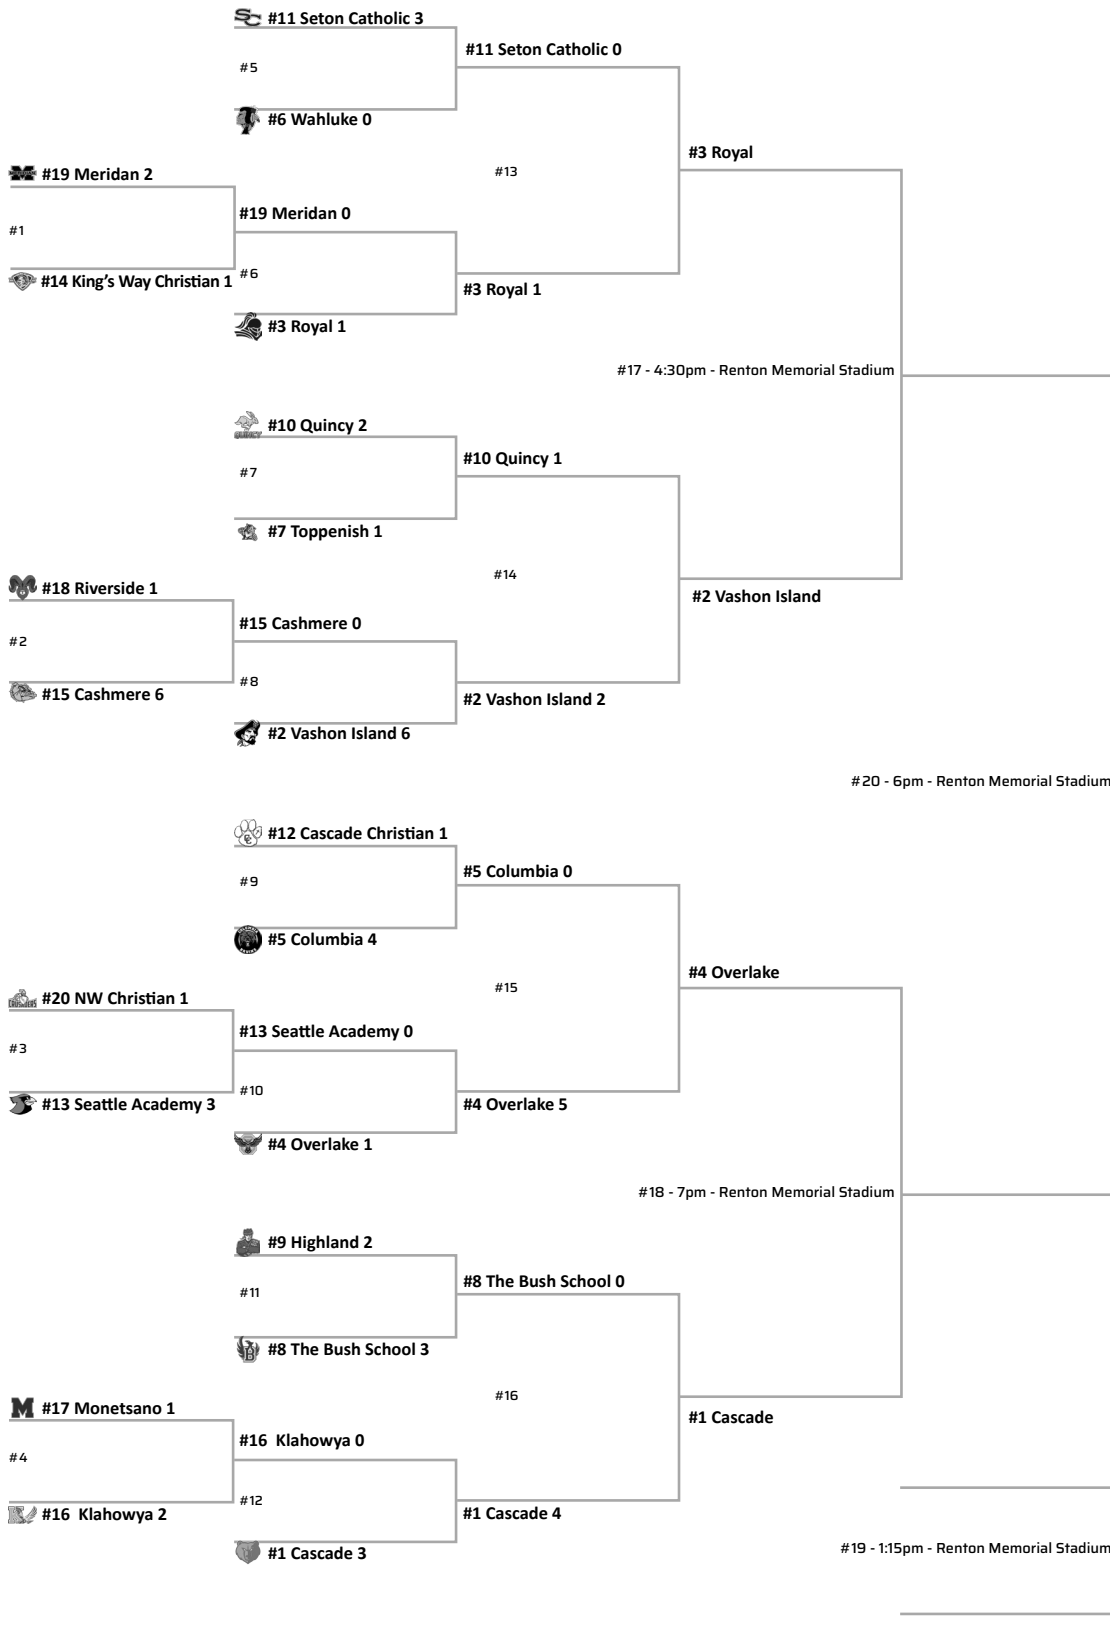 #11 Seton Catholic 3
#11 Seton Catholic 0
#5
#6 Wahluke 0
#3 Royal
#13
#19 Meridan 2
#19 Meridan 0
#1
#14 King's Way Christian 1
#6
#3 Royal 1
#3 Royal 1
#17 - 4:30pm - Renton Memorial Stadium
#10 Quincy 2
QUINCY
#10 Quincy 1
#7
#7 Toppenish 1
#14
#18 Riverside 1
#2 Vashon Island
#15 Cashmere 0
#2
#8
#15 Cashmere 6
#2 Vashon Island 2
#2 Vashon Island 6
#20 - 6pm - Renton Memorial Stadium
#12 Cascade Christian 1
#5 Columbia 0
#9
#5 Columbia 4
#4 Overlake
#15
#20 NW Christian 1
CRUSADERS
#13 Seattle Academy 0
#3
#10
#13 Seattle Academy 3
#4 Overlake 5
#4 Overlake 1
#18 - 7pm - Renton Memorial Stadium
#9 Highland 2
#8 The Bush School 0
#11
#8 The Bush School 3
#16
#17 Monetsano 1
#1 Cascade
#16 Klahowya 0
#4
#12
#16 Klahowya 2
#1 Cascade 4
#1 Cascade 3
#19 - 1:15pm - Renton Memorial Stadium